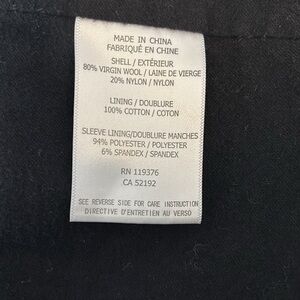 MADE IN CHINA
FABRIQUÉ EN CHINE
SHELL / EXTÉRIEUR
80% VIRGIN WOOL / LAINE DE VIERGE
20% NYLON / NYLON
LINING / DOUBLURE
100% COTTON / COTON
SLEEVE LINING/DOUBLURE MANCHES
94% POLYESTER / POLYESTER
6% SPANDEX / SPANDEX
RN 119376
CA 52192
SEE REVERSE SIDE FOR CARE INSTRUCTION
DIRECTIVE D'ENTRETIEN AU VERSO